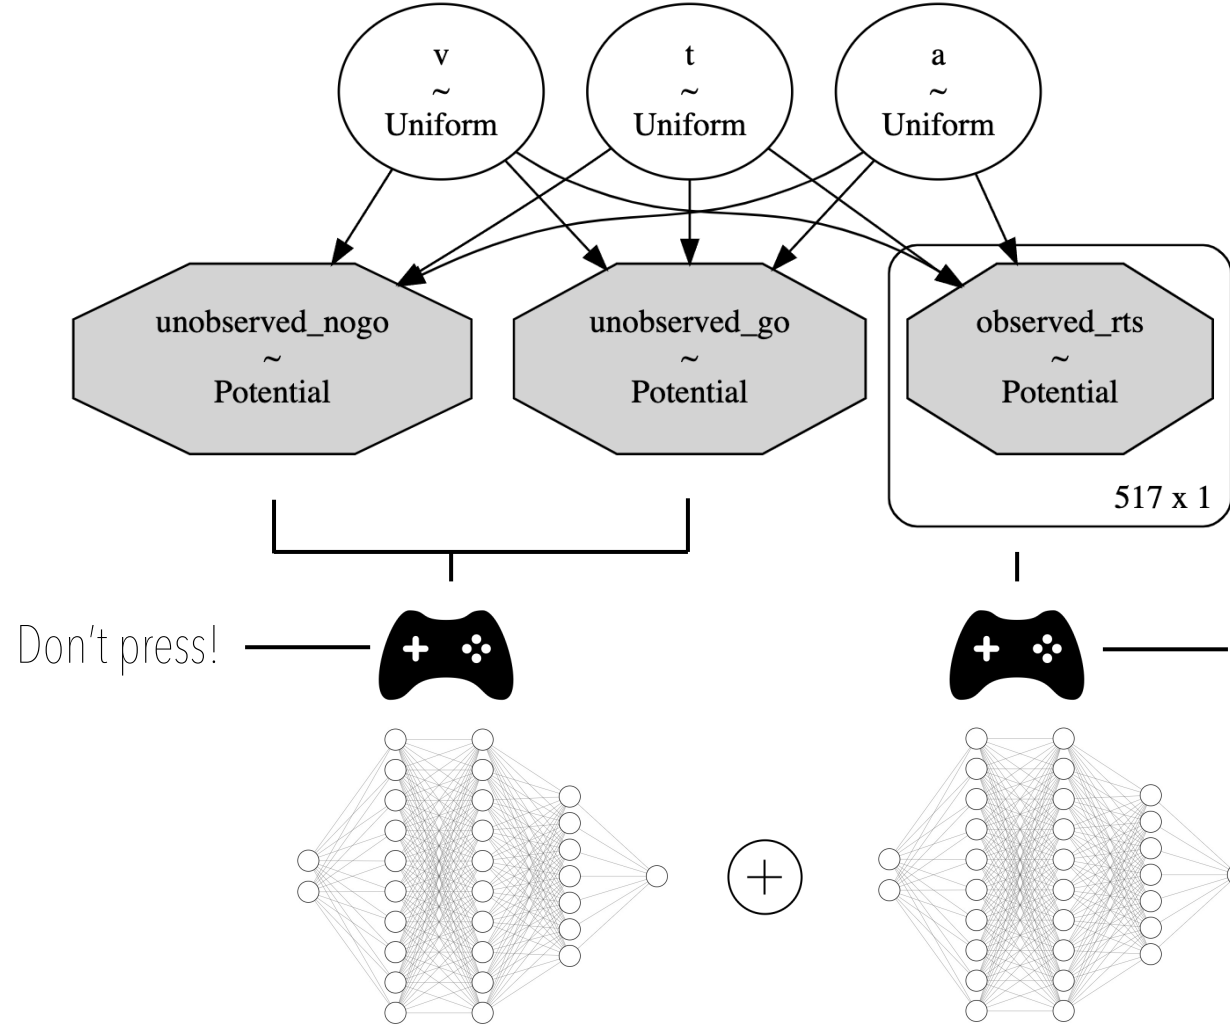 v
~
Uniform
t
~
Uniform
a
~
Uniform
unobserved_nogo
~
Potential
unobserved_go
~
Potential
observed_rts
~
Potential
517 x 1
Don't press!